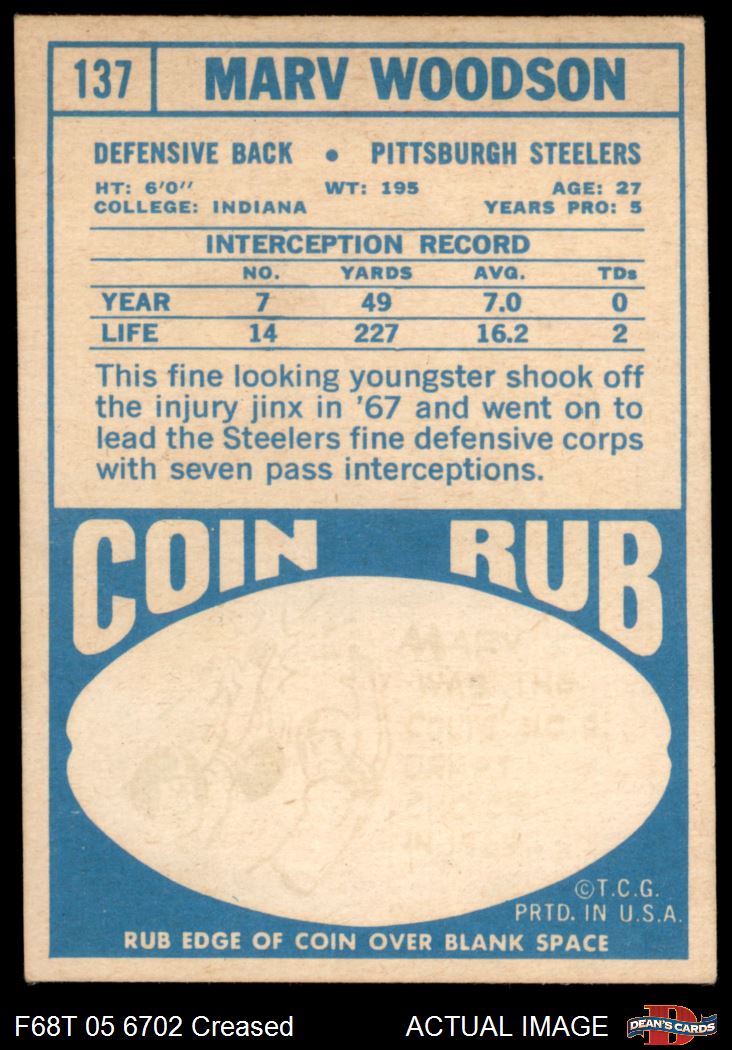 137 MARV WOODSON
DEFENSIVE BACK • PITTSBURGH STEELERS
HT: 6'0" WT: 195 AGE: 27
COLLEGE: INDIANA YEARS PRO: 5
INTERCEPTION RECORD
NO. YARDS AVG. TDs
YEAR 7 49 7.0 0
LIFE 14 227 16.2 2
This fine looking youngster shook off
the injury jinx in '67 and went on to
lead the Steelers fine defensive corps
with seven pass interceptions.
COIN RUB
MARV
WAS THE
©T.C.G.
PRTD. IN U.S.A.
RUB EDGE OF COIN OVER BLANK SPACE
F68T 05 6702 Creased ACTUAL IMAGE DEAN'S CARDS